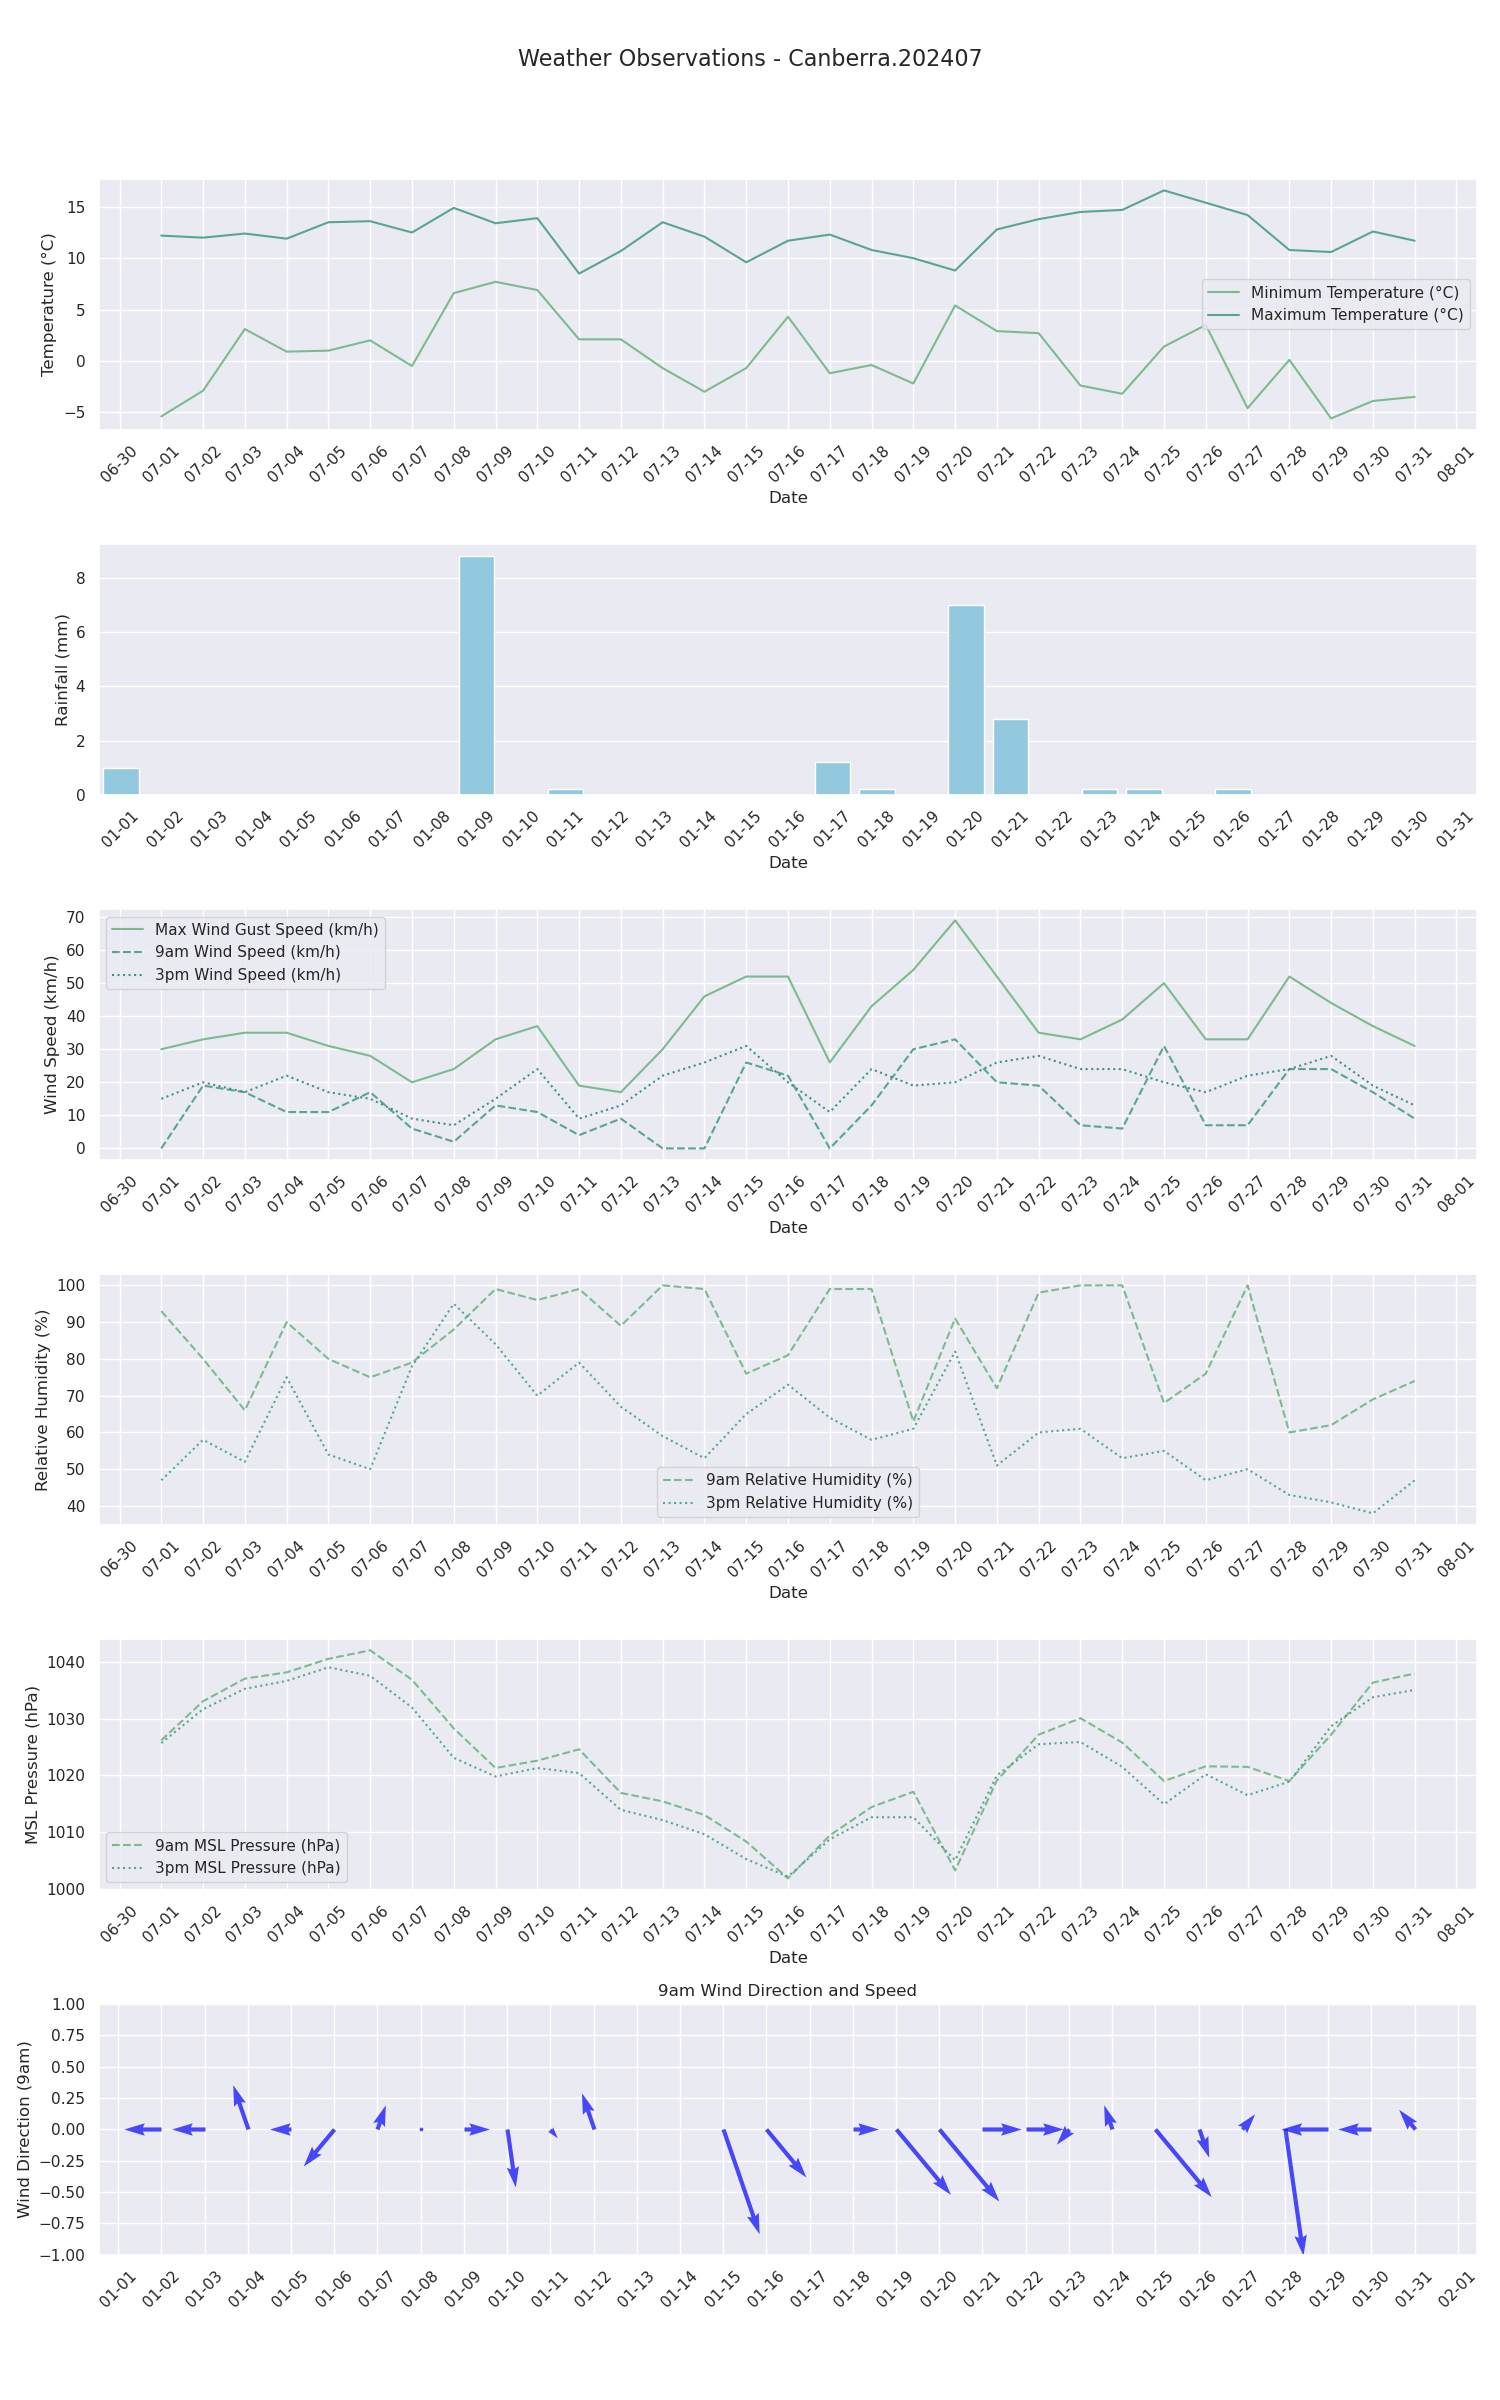 Weather Observations - Canberra.202407
Temperature (°C)
15
10
5
0
−5
Minimum Temperature (°C)
Maximum Temperature (°C)
06-30 07-01 07-02 07-03 07-04 07-05 07-06 07-07 07-08 07-09 07-10 07-11 07-12 07-13 07-14 07-15 07-16 07-17 07-18 07-19 07-20 07-21 07-22 07-23 07-24 07-25 07-26 07-27 07-28 07-29 07-30 07-31 08-01
Date
Rainfall (mm)
8
6
4
2
0
01-01 01-02 01-03 01-04 01-05 01-06 01-07 01-08 01-09 01-10 01-11 01-12 01-13 01-14 01-15 01-16 01-17 01-18 01-19 01-20 01-21 01-22 01-23 01-24 01-25 01-26 01-27 01-28 01-29 01-30 01-31
Date
Wind Speed (km/h)
70
60
50
40
30
20
10
0
Max Wind Gust Speed (km/h)
9am Wind Speed (km/h)
3pm Wind Speed (km/h)
06-30 07-01 07-02 07-03 07-04 07-05 07-06 07-07 07-08 07-09 07-10 07-11 07-12 07-13 07-14 07-15 07-16 07-17 07-18 07-19 07-20 07-21 07-22 07-23 07-24 07-25 07-26 07-27 07-28 07-29 07-30 07-31 08-01
Date
Relative Humidity (%)
100
90
80
70
60
50
40
9am Relative Humidity (%)
3pm Relative Humidity (%)
06-30 07-01 07-02 07-03 07-04 07-05 07-06 07-07 07-08 07-09 07-10 07-11 07-12 07-13 07-14 07-15 07-16 07-17 07-18 07-19 07-20 07-21 07-22 07-23 07-24 07-25 07-26 07-27 07-28 07-29 07-30 07-31 08-01
Date
MSL Pressure (hPa)
1040
1030
1020
1010
1000
9am MSL Pressure (hPa)
3pm MSL Pressure (hPa)
06-30 07-01 07-02 07-03 07-04 07-05 07-06 07-07 07-08 07-09 07-10 07-11 07-12 07-13 07-14 07-15 07-16 07-17 07-18 07-19 07-20 07-21 07-22 07-23 07-24 07-25 07-26 07-27 07-28 07-29 07-30 07-31 08-01
Date
9am Wind Direction and Speed
Wind Direction (9am)
1.00
0.75
0.50
0.25
0.00
−0.25
−0.50
−0.75
−1.00
01-01 01-02 01-03 01-04 01-05 01-06 01-07 01-08 01-09 01-10 01-11 01-12 01-13 01-14 01-15 01-16 01-17 01-18 01-19 01-20 01-21 01-22 01-23 01-24 01-25 01-26 01-27 01-28 01-29 01-30 01-31 02-01